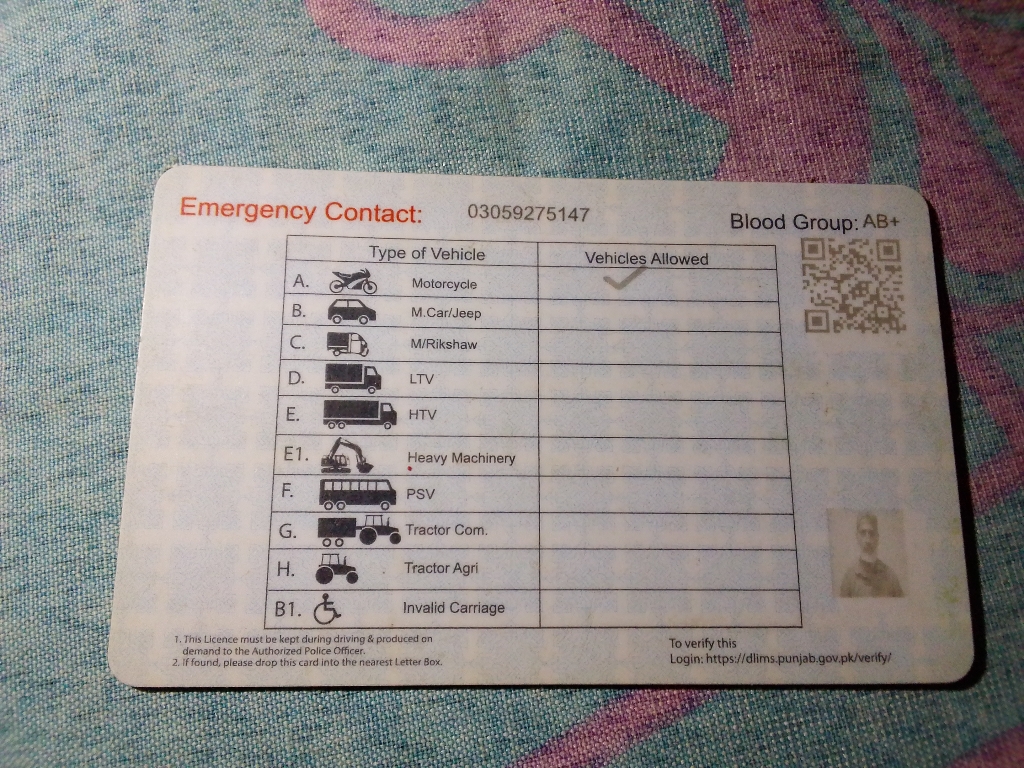 Emergency Contact: 03059275147 Blood Group: AB+
Type of Vehicle Vehicles Allowed
A. Motorcycle
B. M.Car/Jeep
C. M/Rikshaw
D. LTV
E. HTV
E1. Heavy Machinery
F. PSV
G. Tractor Com.
H. Tractor Agri
B1. Invalid Carriage
1. This Licence must be kept during driving & produced on
demand to the Authorized Police Officer.
2. If found, please drop this card into the nearest Letter Box.
To verify this
Login: https://dlims.punjab.gov.pk/verify/